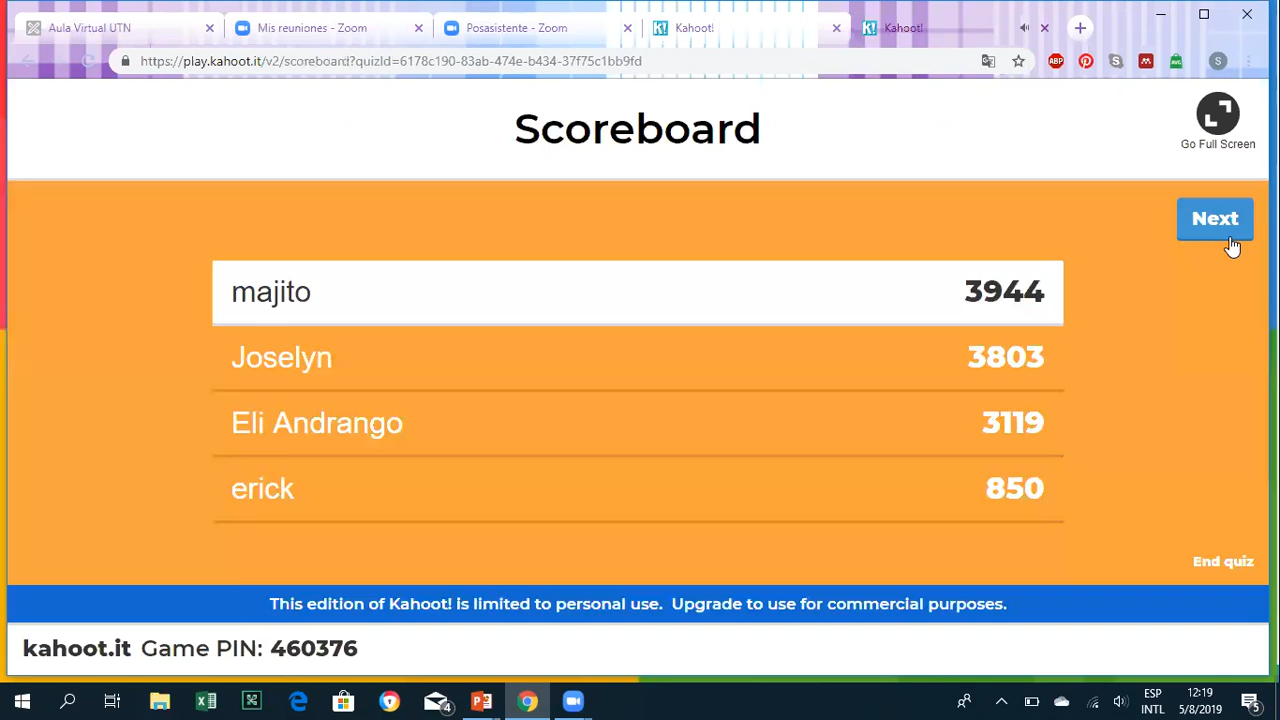 Aula Virtual UTN
Mis reuniones - Zoom
Posasistente - Zoom
K! Kahoot!
K! Kahoot!
https://play.kahoot.it/v2/scoreboard?quizId=6178c190-83ab-474e-b434-37f75c1bb9fd
ABP
S
Scoreboard
Go Full Screen
Next
majito 3944
Joselyn 3803
Eli Andrango 3119
erick 850
End quiz
This edition of Kahoot! is limited to personal use. Upgrade to use for commercial purposes.
kahoot.it Game PIN: 460376
4
ESP
INTL
12:19
5/8/2019
5